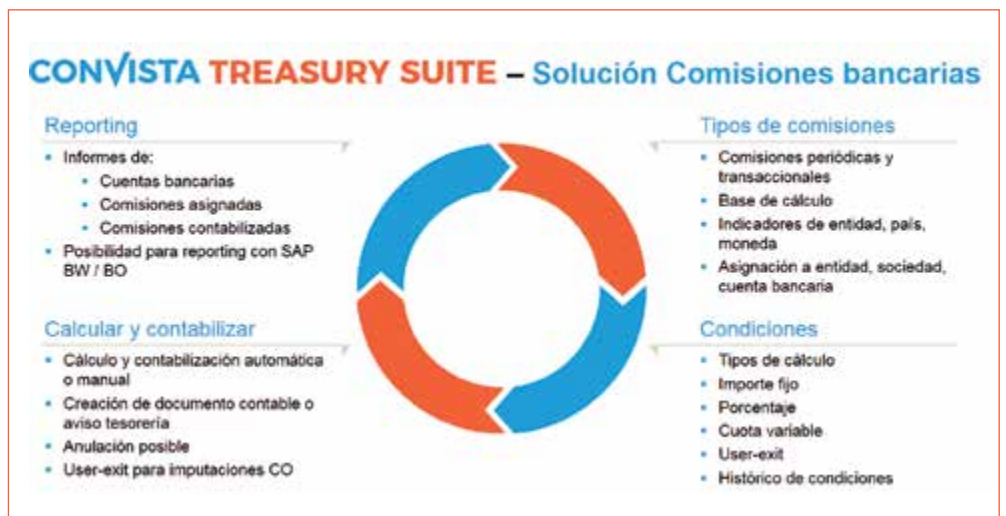 CONVISTA TREASURY SUITE – Solución Comisiones bancarias
Reporting
• Informes de:
• Cuentas bancarias
• Comisiones asignadas
• Comisiones contabilizadas
• Posibilidad para reporting con SAP
BW / BO
Tipos de comisiones
• Comisiones periódicas y
transaccionales
• Base de cálculo
• Indicadores de entidad, país,
moneda
• Asignación a entidad, sociedad,
cuenta bancaria
Calcular y contabilizar
• Cálculo y contabilización automática
o manual
• Creación de documento contable o
aviso tesorería
• Anulación posible
• User-exit para imputaciones CO
Condiciones
• Tipos de cálculo
• Importe fijo
• Porcentaje
• Cuota variable
• User-exit
• Histórico de condiciones